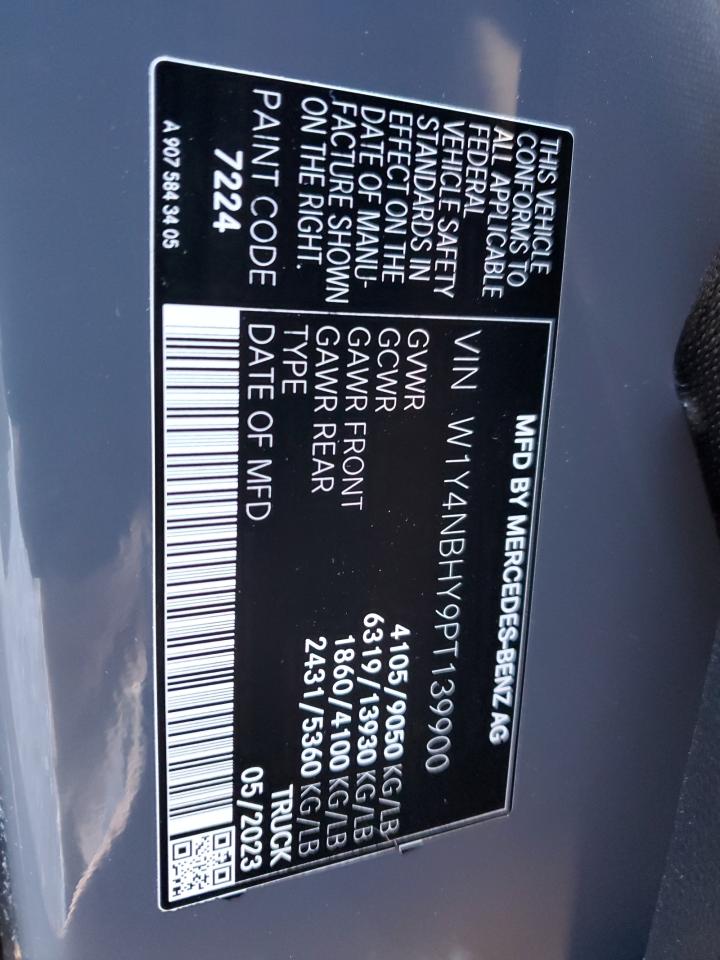 THIS VEHICLE
CONFORMS TO
ALL APPLICABLE
FEDERAL
VEHICLE SAFETY
STANDARDS IN
EFFECT ON THE
DATE OF MANU-
FACTURE SHOWN
ON THE RIGHT.
PAINT CODE
7224
A 907 584 34 05
MFD BY MERCEDES-BENZ AG
VIN W1Y4NBHY9PT139900
GVWR 4105/9050 KG/LB
GCWR 6319/13930 KG/LB
GAWR FRONT 1860/4100 KG/LB
GAWR REAR 2431/5360 KG/LB
TYPE TRUCK
DATE OF MFD 05/2023